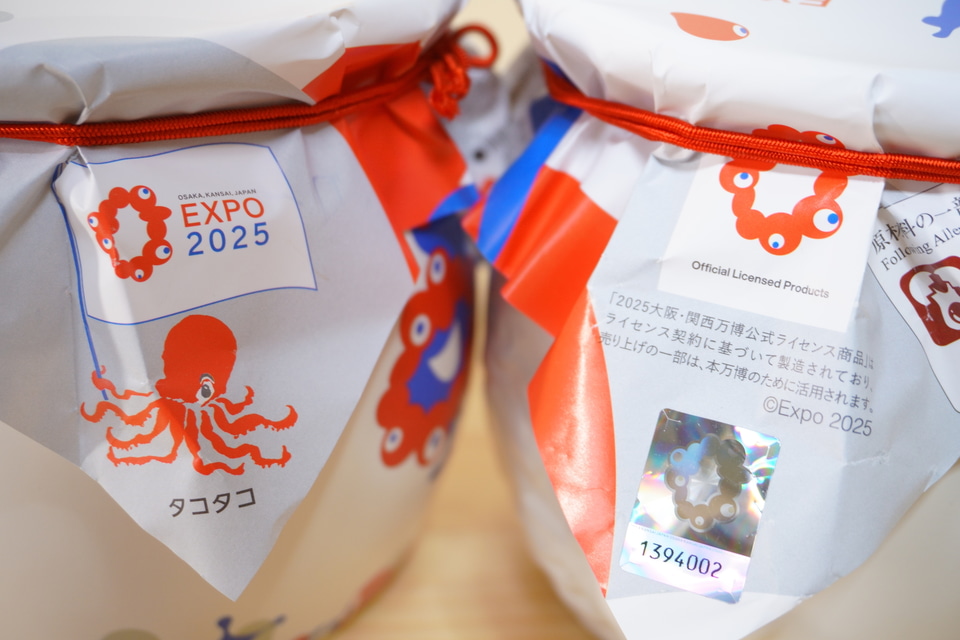 OSAKA, KANSAI, JAPAN
EXPO
2025
タコタコ
Official Licensed Products
「2025大阪・関西万博公式ライセンス商品」は
ライセンス契約に基づいて製造されており、
売り上げの一部は、本万博のために活用されます。
©Expo 2025
1394002
原材料の一部
Following Alle